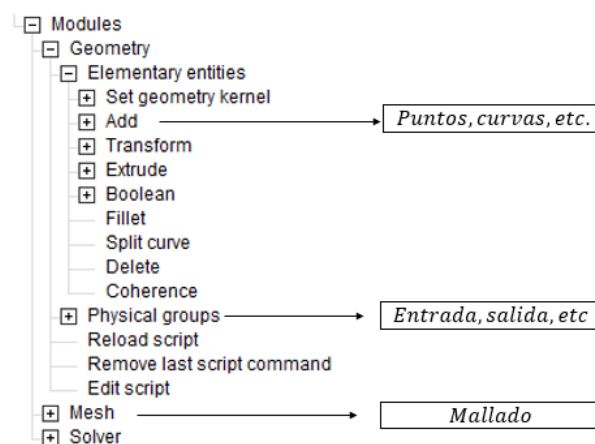 Modules
Geometry
Elementary entities
Set geometry kernel
Add
Puntos, curvas, etc.
Transform
Extrude
Boolean
Fillet
Split curve
Delete
Coherence
Physical groups
Entrada, salida, etc
Reload script
Remove last script command
Edit script
Mesh
Mallado
Solver